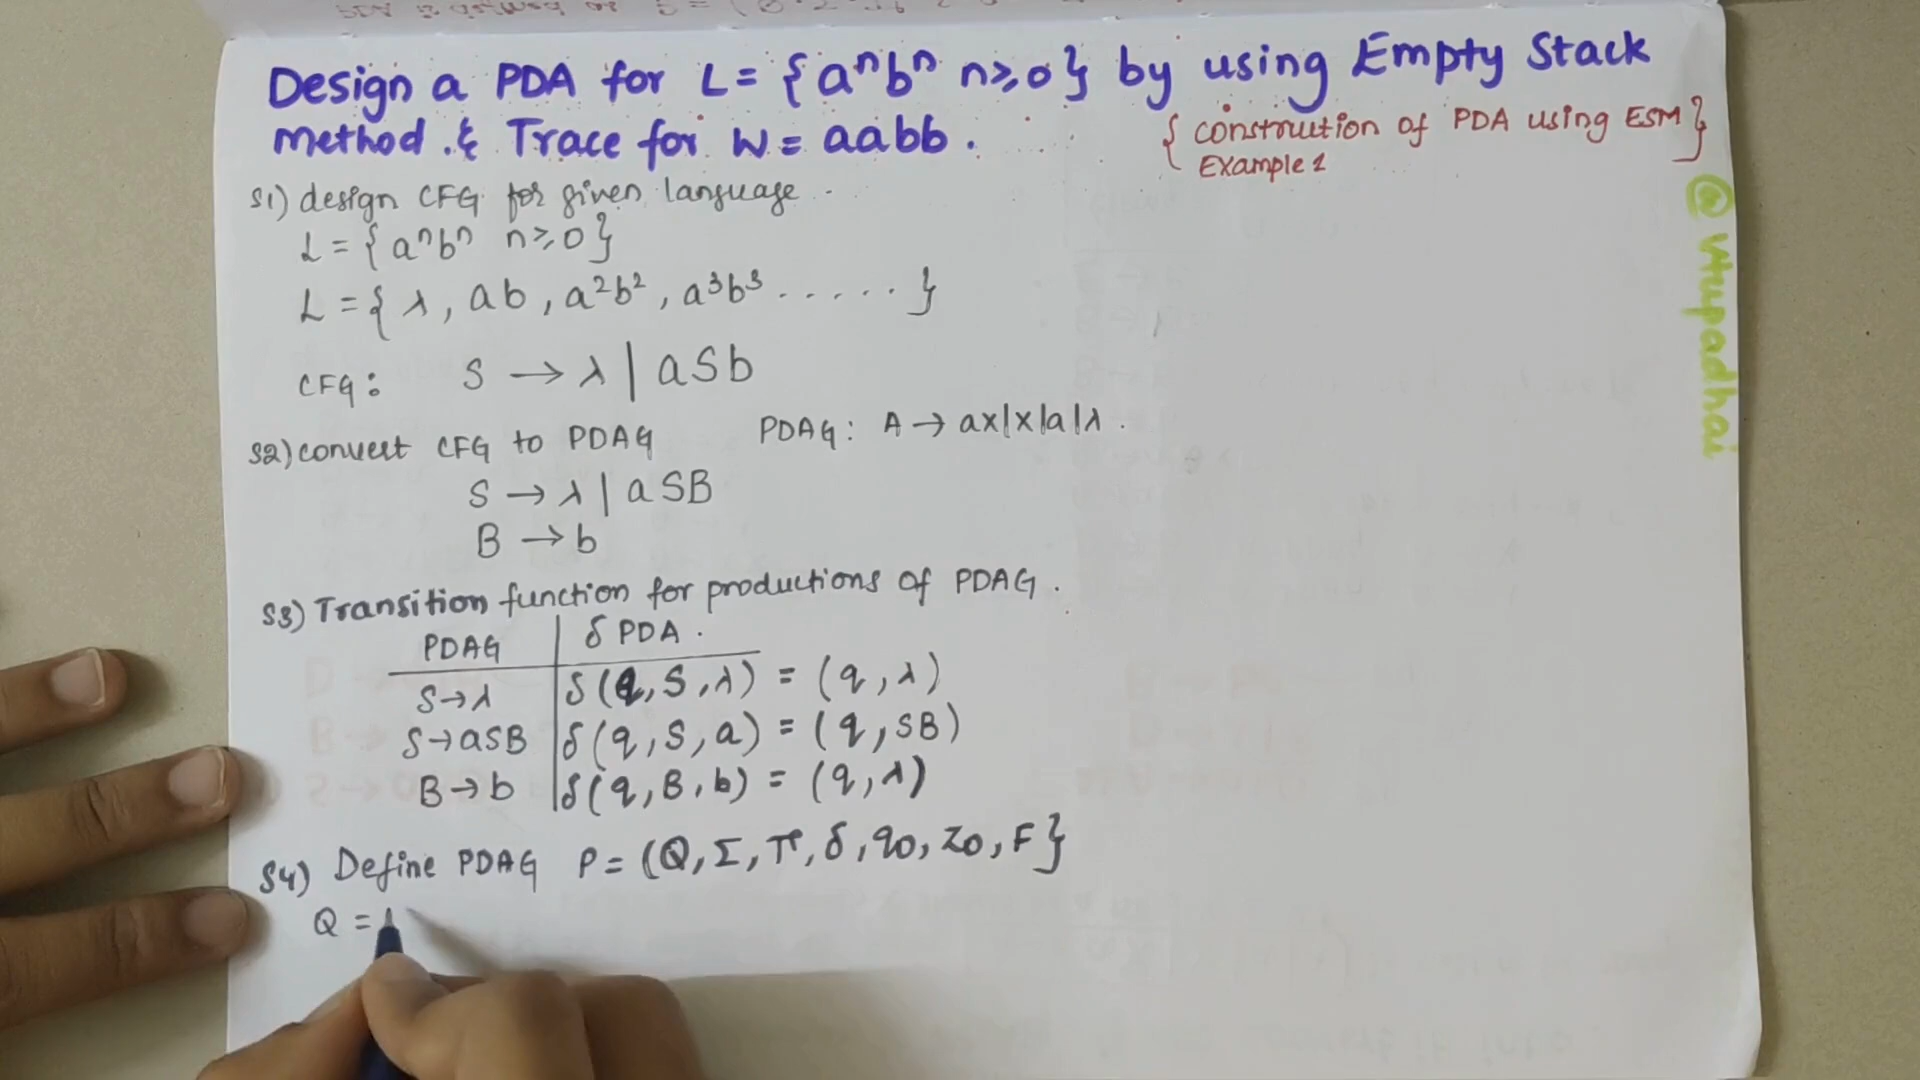 Design a PDA for L = {aⁿbⁿ n≥0} by using Empty Stack
method. & Trace for W = aabb.
{ construction of PDA using ESM }
Example 1
@Vtupadhai
S1) design CFG for given language.
L = {aⁿbⁿ n≥0}
L = {λ, ab, a²b², a³b³ ..... }
CFG: S → λ | aSb
S2) convert CFG to PDAG PDAG: A → ax|x|a|λ.
S → λ | aSB
B → b
S3) Transition function for productions of PDAG.
PDAG | δ PDA.
S→λ | δ(q, S, λ) = (q, λ)
S→aSB | δ(q, S, a) = (q, SB)
B→b | δ(q, B, b) = (q, λ)
S4) Define PDAG P = (Q, Σ, Γ, δ, q0, z0, F}
Q =